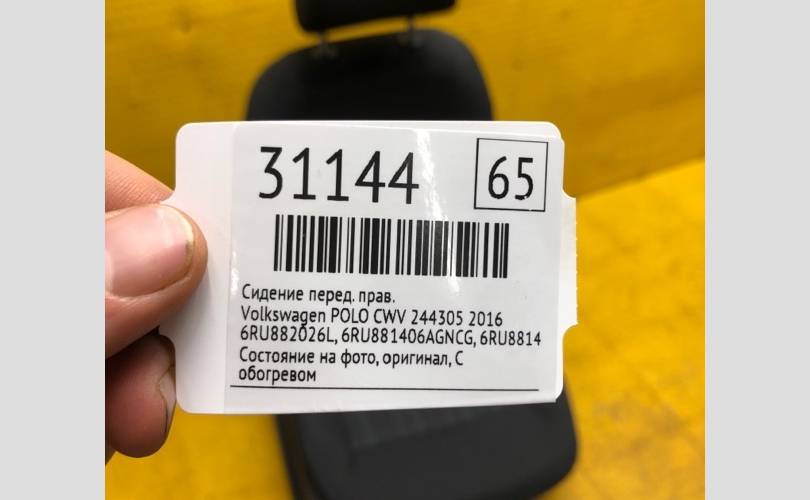 31144 65
Сидение перед. прав.
Volkswagen POLO CWV 244305 2016
6RU882026L, 6RU881406AGNCG, 6RU8814
Состояние на фото, оригинал, С
обогревом